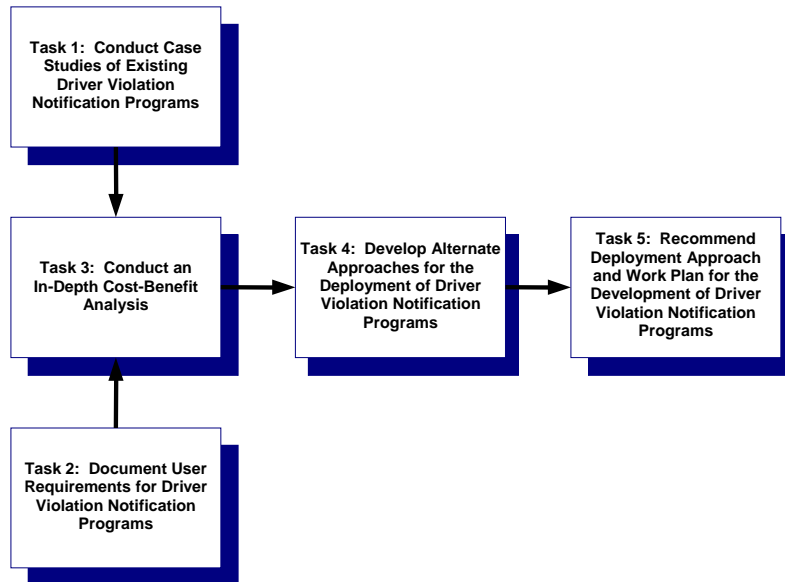 Task 1:  Conduct Case
Studies of Existing
Driver Violation
Notification Programs
Task 3:  Conduct an
In-Depth Cost-Benefit
Analysis
Task 4:  Develop Alternate
Approaches for the
Deployment of Driver
Violation Notification
Programs
Task 5:  Recommend
Deployment Approach
and Work Plan for the
Development of Driver
Violation Notification
Programs
Task 2:  Document User
Requirements for Driver
Violation Notification
Programs